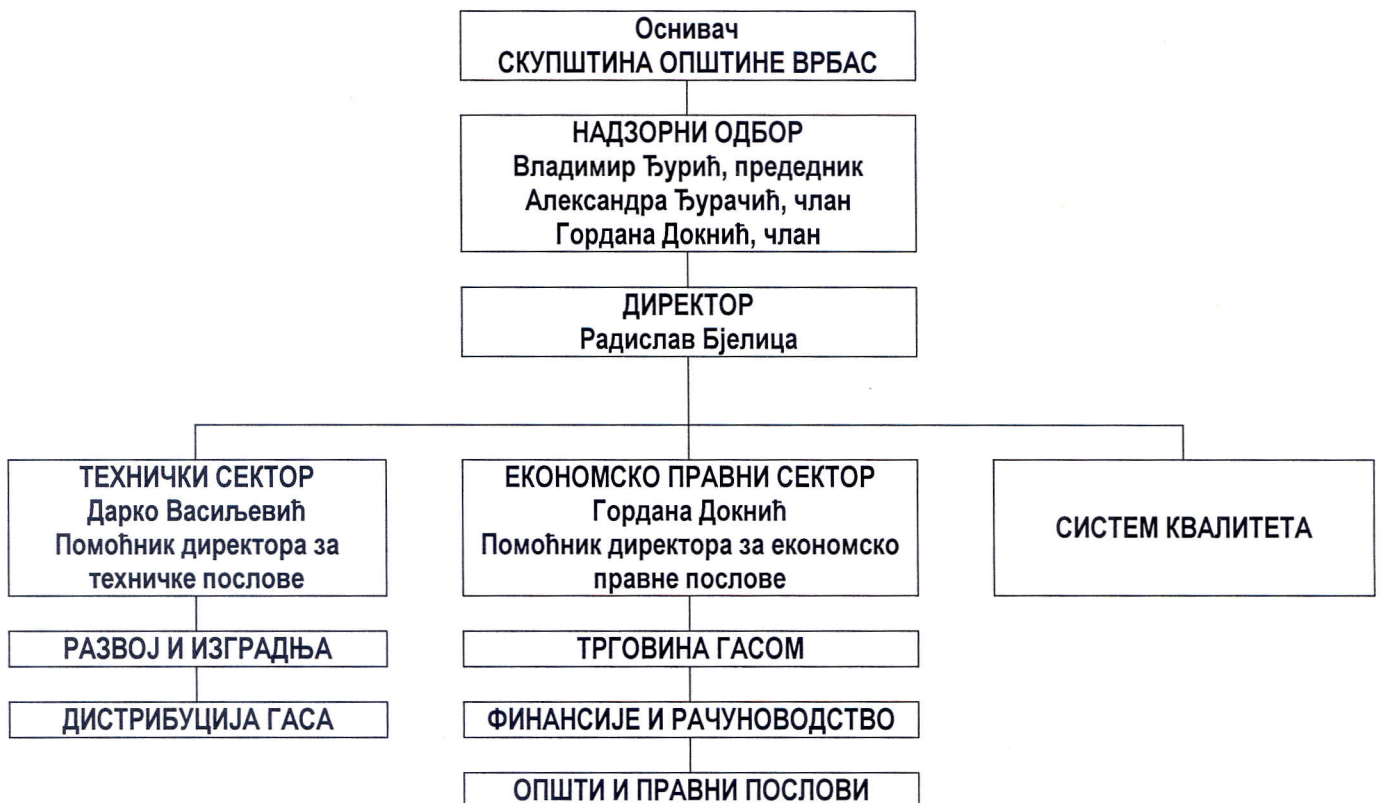 Оснивач
СКУПШТИНА ОПШТИНЕ ВРБАС
НАДЗОРНИ ОДБОР
Владимир Ђурић, предедник
Александра Ђурачић, члан
Гордана Докнић, члан
ДИРЕКТОР
Радислав Бјелица
ТЕХНИЧКИ СЕКТОР
Дарко Васиљевић
Помоћник директора за
техничке послове
ЕКОНОМСКО ПРАВНИ СЕКТОР
Гордана Докнић
Помоћник директора за економско
правне послове
СИСТЕМ КВАЛИТЕТА
РАЗВОЈ И ИЗГРАДЊА
ДИСТРИБУЦИЈА ГАСА
ТРГОВИНА ГАСОМ
ФИНАНСИЈЕ И РАЧУНОВОДСТВО
ОПШТИ И ПРАВНИ ПОСЛОВИ